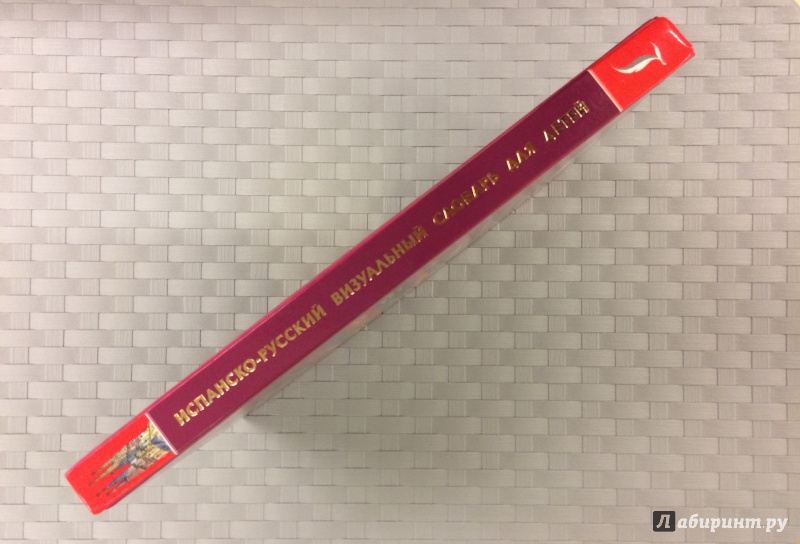 ИСПАНСКО-РУССКИЙ ВИЗУАЛЬНЫЙ СЛОВАРЬ ДЛЯ ДЕТЕЙ
Лабиринт.ру